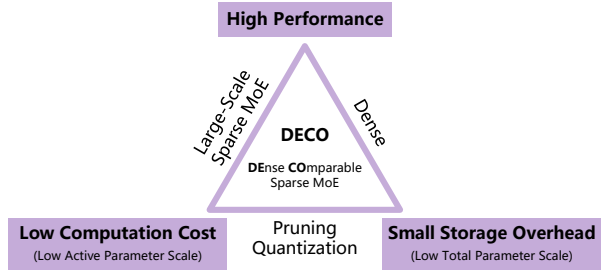 High Performance
Large-Scale
Sparse MoE
Dense
DECO
DEnse COmparable
Sparse MoE
Low Computation Cost
(Low Active Parameter Scale)
Pruning
Quantization
Small Storage Overhead
(Low Total Parameter Scale)